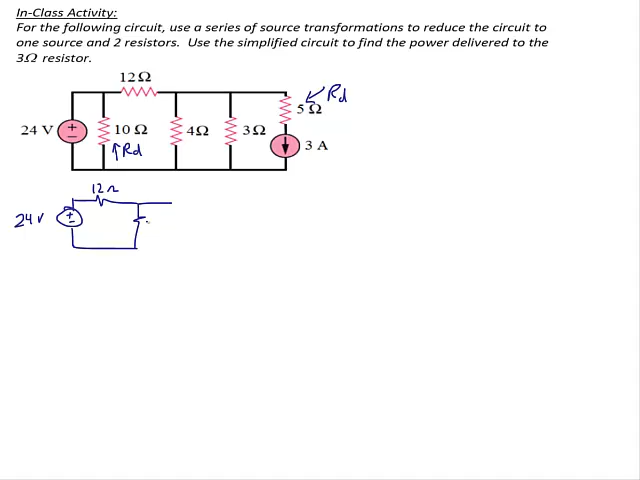 In-Class Activity:
For the following circuit, use a series of source transformations to reduce the circuit to
one source and 2 resistors. Use the simplified circuit to find the power delivered to the
3Ω resistor.
12Ω
Rd
5 Ω
24 V
+
−
10 Ω
4Ω
3Ω
3 A
Rd
12Ω
24 V
+
−